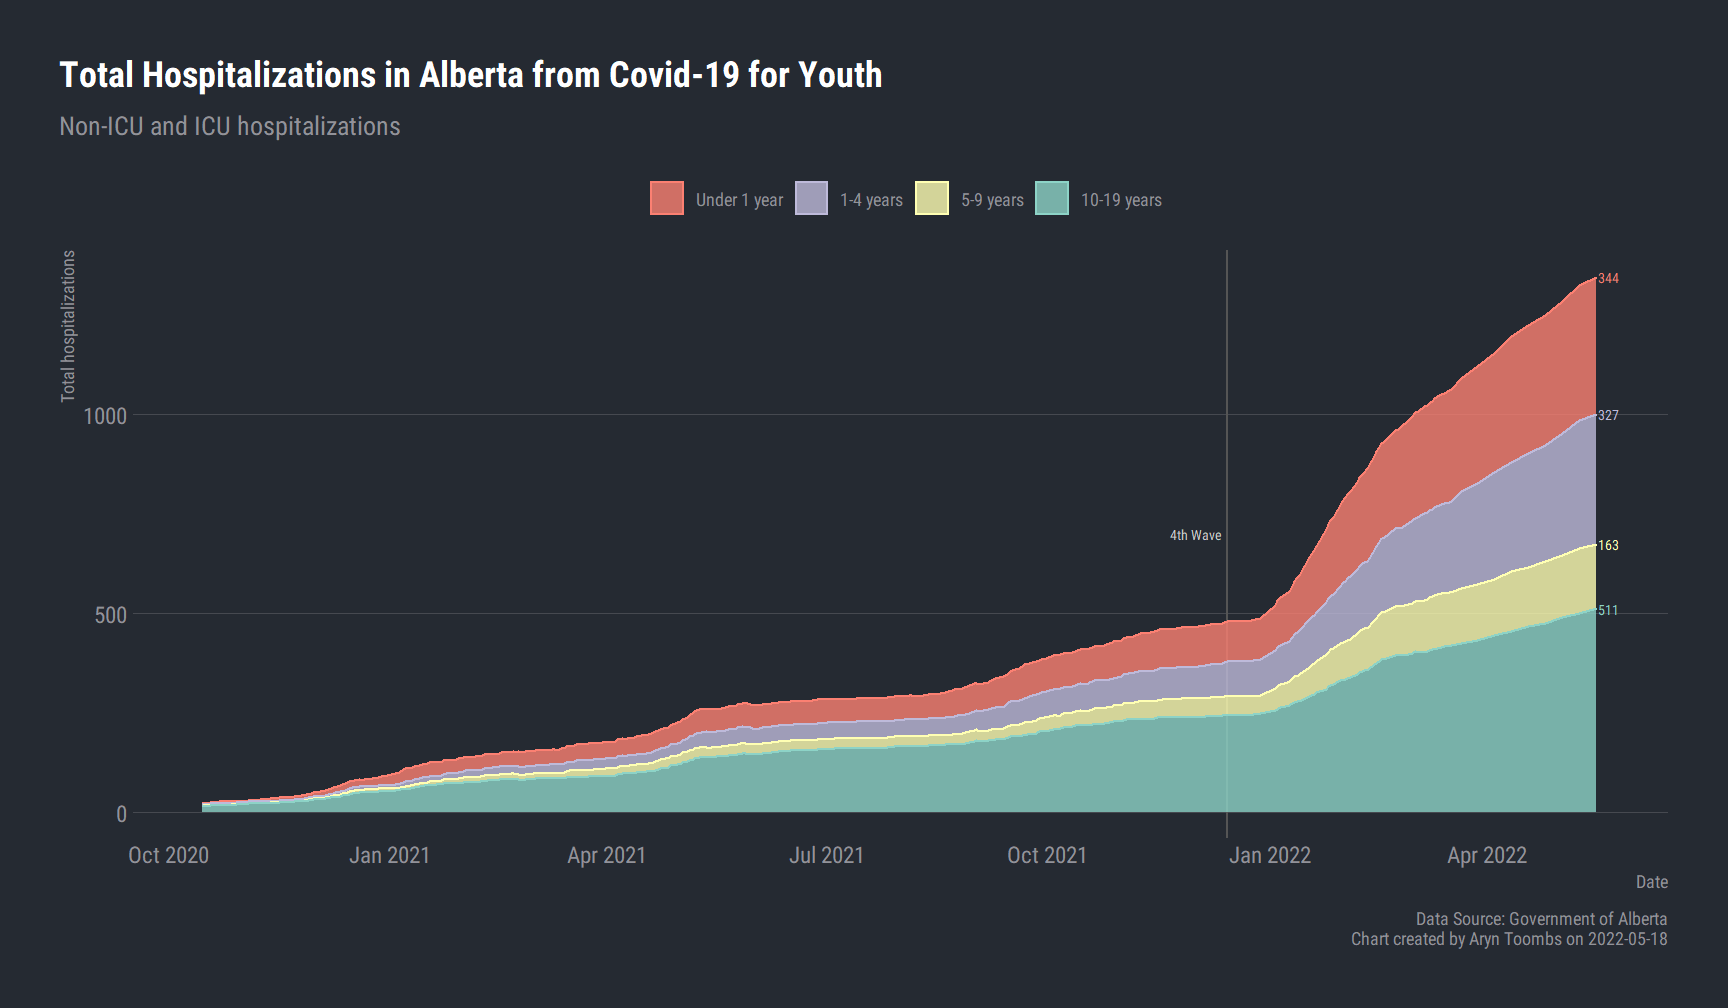 Total Hospitalizations in Alberta from Covid-19 for Youth
Non-ICU and ICU hospitalizations
Under 1 year
1-4 years
5-9 years
10-19 years
Total hospitalizations
344
1000
327
4th Wave
163
500
511
0
Oct 2020
Jan 2021
Apr 2021
Jul 2021
Oct 2021
Jan 2022
Apr 2022
Date
Data Source: Government of Alberta
Chart created by Aryn Toombs on 2022-05-18